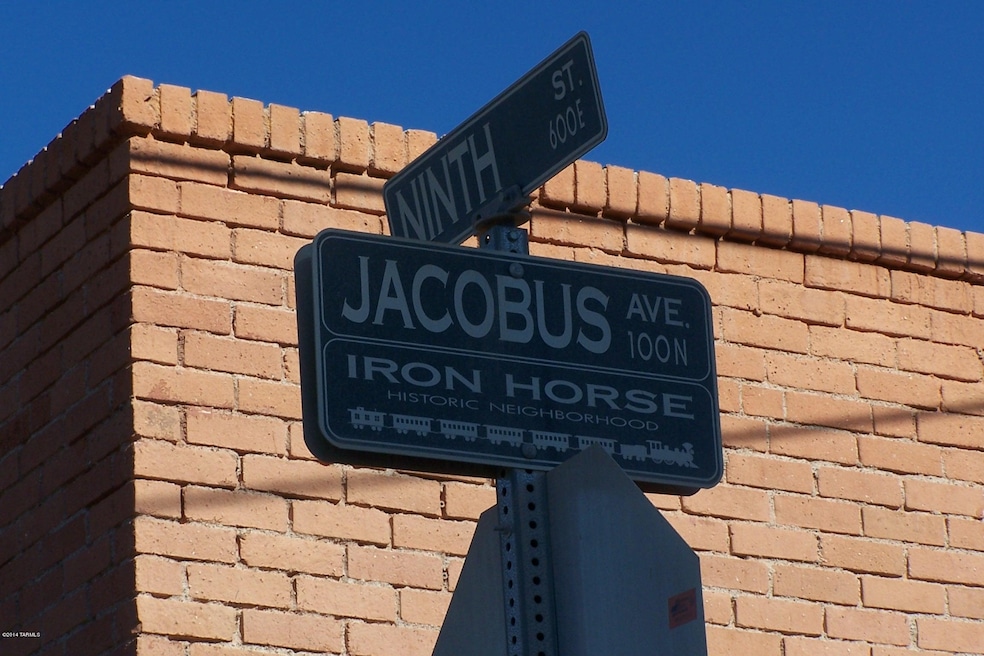 NINTH ST.
600E
JACOBUS AVE.
100N
IRON HORSE
HISTORIC NEIGHBORHOOD
©2014 TARMLS